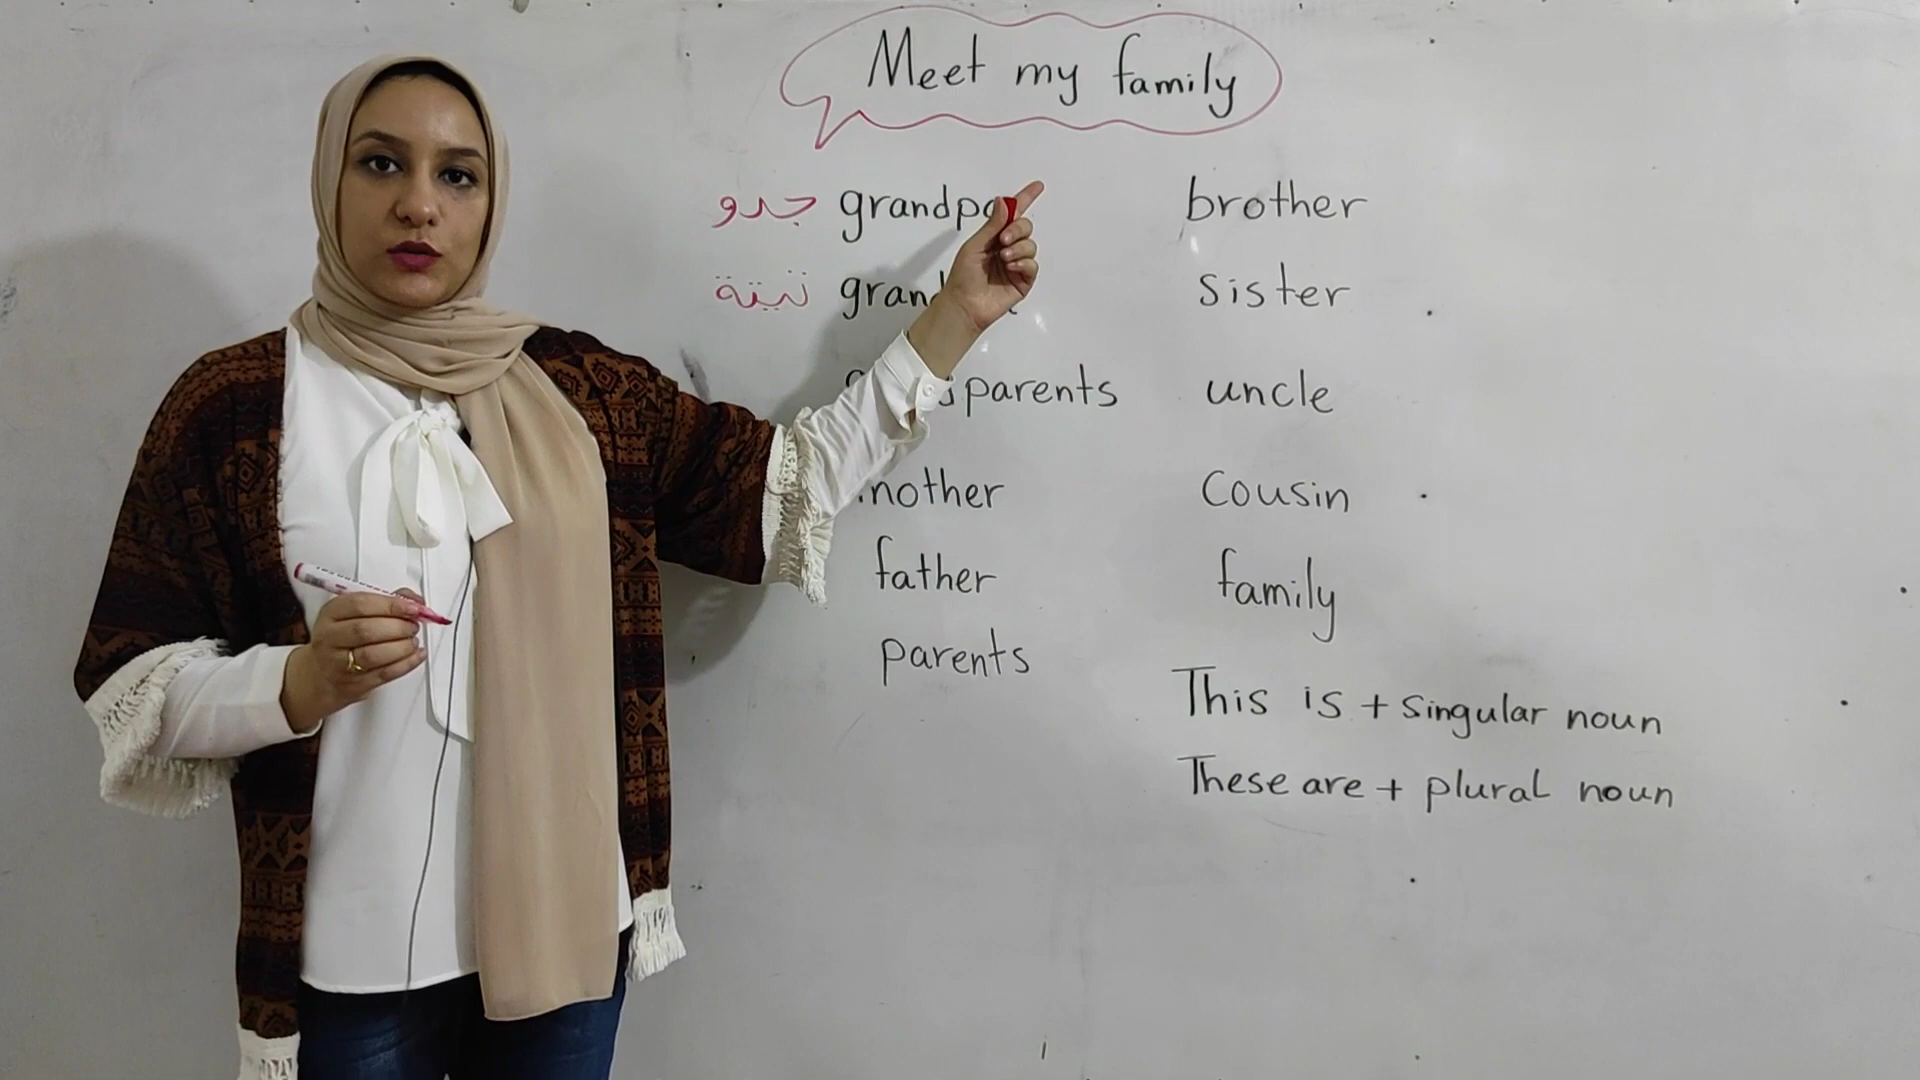 Meet my family
جدو grandpa
تيتة
parents
mother
father
parents
brother
sister
uncle
Cousin
family
This is + singular noun
These are + plural noun